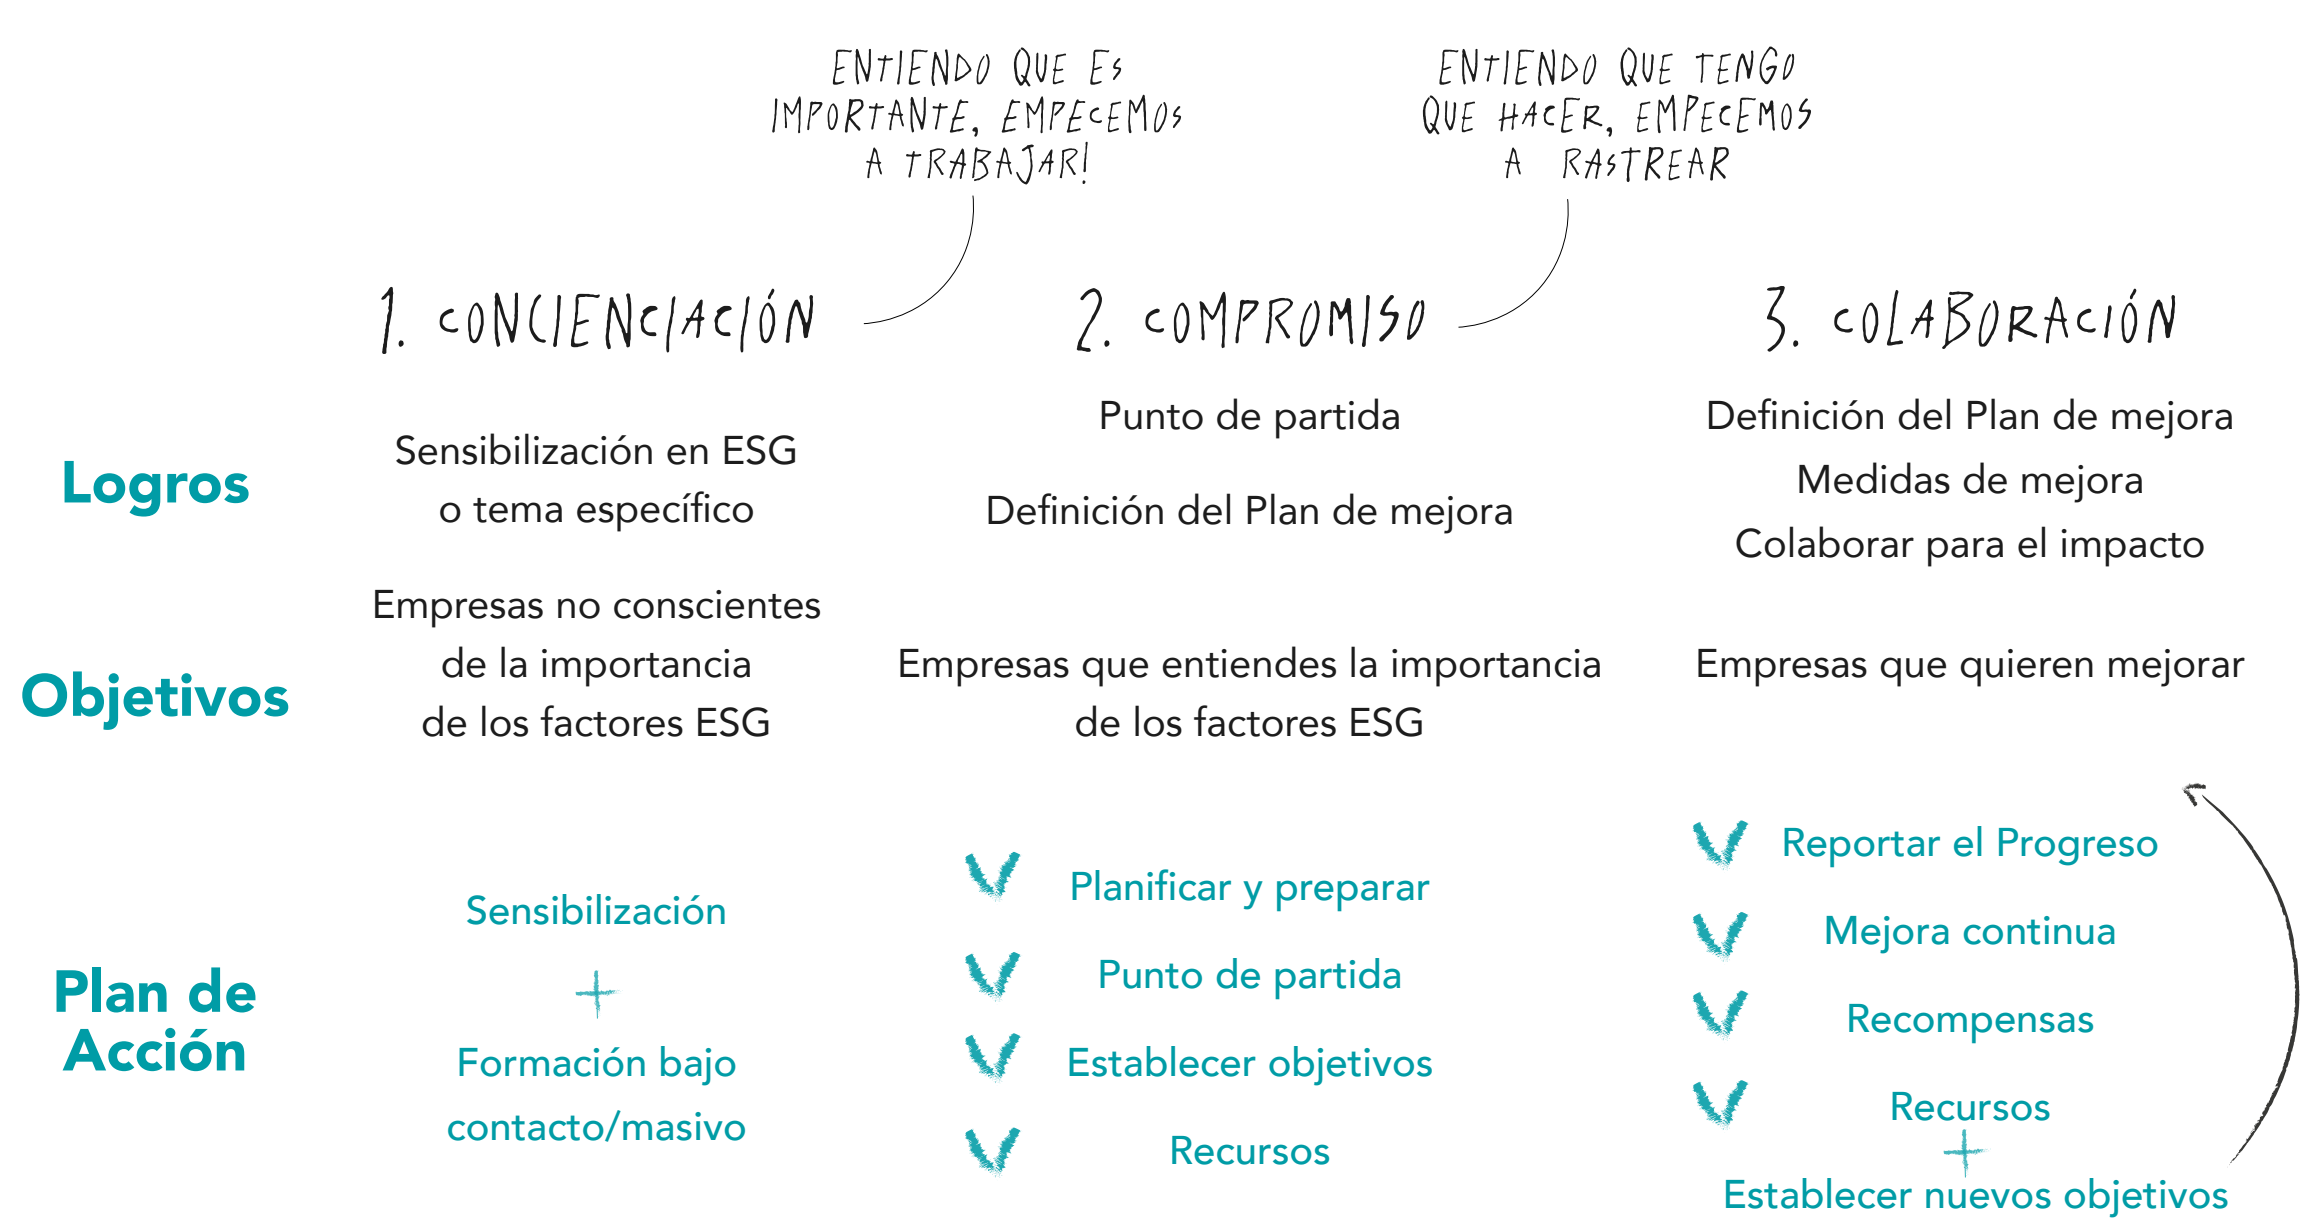 ENTIENDO QUE ES
IMPORTANTE, EMPECEMOS
A TRABAJAR!
ENTIENDO QUE TENGO
QUE HACER, EMPECEMOS
A RASTREAR
1. CONCIENCIACIÓN
2. COMPROMISO
3. COLABORACIÓN
Logros
Sensibilización en ESG
o tema específico
Punto de partida
Definición del Plan de mejora
Definición del Plan de mejora
Medidas de mejora
Colaborar para el impacto
Objetivos
Empresas no conscientes
de la importancia
de los factores ESG
Empresas que entiendes la importancia
de los factores ESG
Empresas que quieren mejorar
Plan de
Acción
Sensibilización
+
Formación bajo
contacto/masivo
Planificar y preparar
Punto de partida
Establecer objetivos
Recursos
Reportar el Progreso
Mejora continua
Recompensas
Recursos
+
Establecer nuevos objetivos